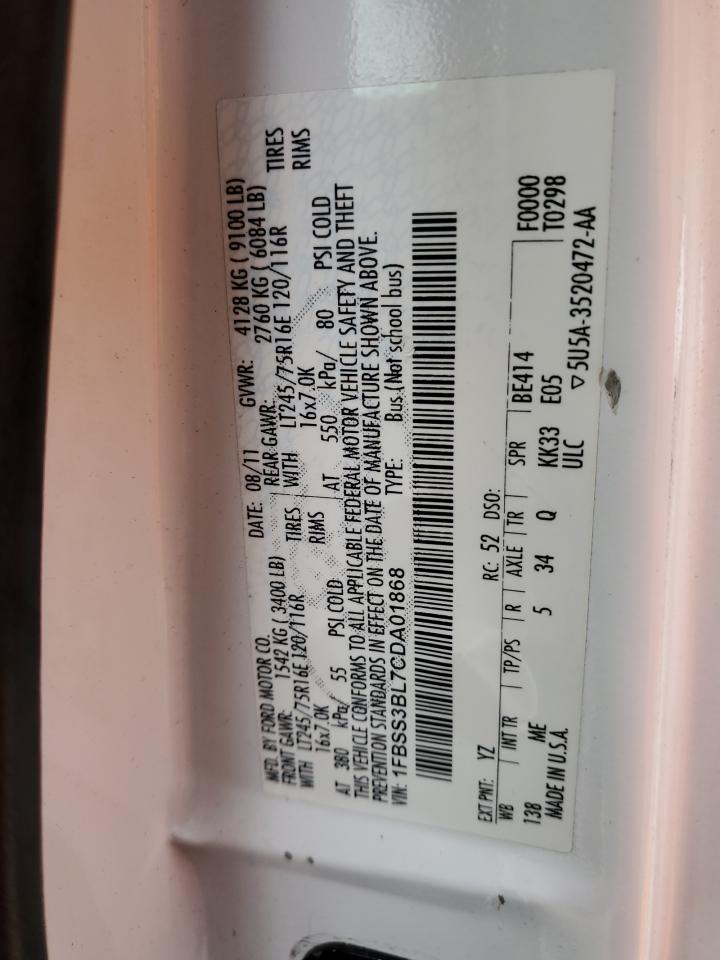 MFD. BY FORD MOTOR CO. DATE: 08/11 GVWR: 4128 KG ( 9100 LB)
FRONT GAWR: 1542 KG ( 3400 LB) REAR GAWR: 2760 KG ( 6084 LB)
WITH LT245/75R16E 120/116R TIRES WITH LT245/75R16E 120/116R TIRES
16x7.0K RIMS 16x7.0K RIMS
AT 380 kPa/ 55 PSI COLD AT 550 kPa/ 80 PSI COLD
THIS VEHICLE CONFORMS TO ALL APPLICABLE FEDERAL MOTOR VEHICLE SAFETY AND THEFT
PREVENTION STANDARDS IN EFFECT ON THE DATE OF MANUFACTURE SHOWN ABOVE.
VIN: 1FBSS3BL7CDA01868 TYPE: Bus (Not school bus)
EXT PNT: YZ RC: 52 DSO:
WB INT TR TP/PS R AXLE TR SPR BE414 F0000
138 ME 5 34 Q KK33 E05 T0298
MADE IN U.S.A. ULC ▽5U5A-3520472-AA